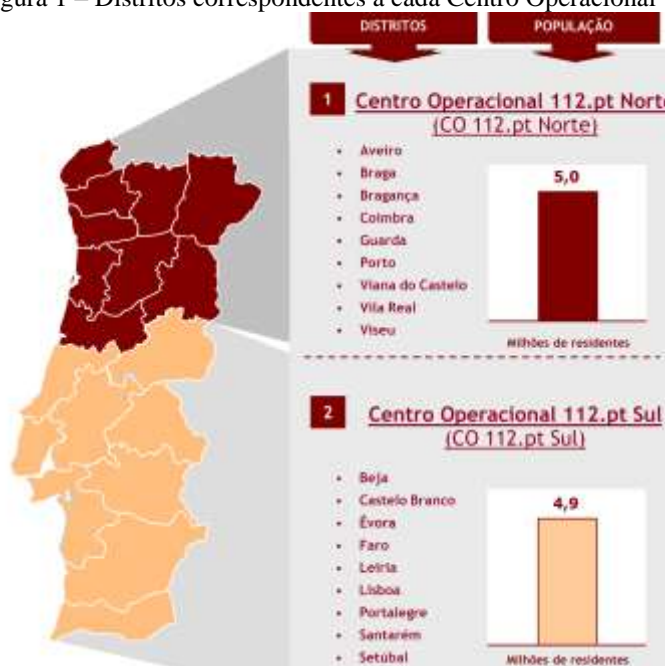 gura 1 – Distritos correspondentes a cada Centro Operacional
DISTRITOS
POPULAÇÃO
1 Centro Operacional 112.pt Norte
(CO 112.pt Norte)
• Aveiro
• Braga
• Bragança
• Coimbra
• Guarda
• Porto
• Viana do Castelo
• Vila Real
• Viseu
5,0
Milhões de residentes
2 Centro Operacional 112.pt Sul
(CO 112.pt Sul)
• Beja
• Castelo Branco
• Évora
• Faro
• Leiria
• Lisboa
• Portalegre
• Santarém
• Setúbal
4,9
Milhões de residentes